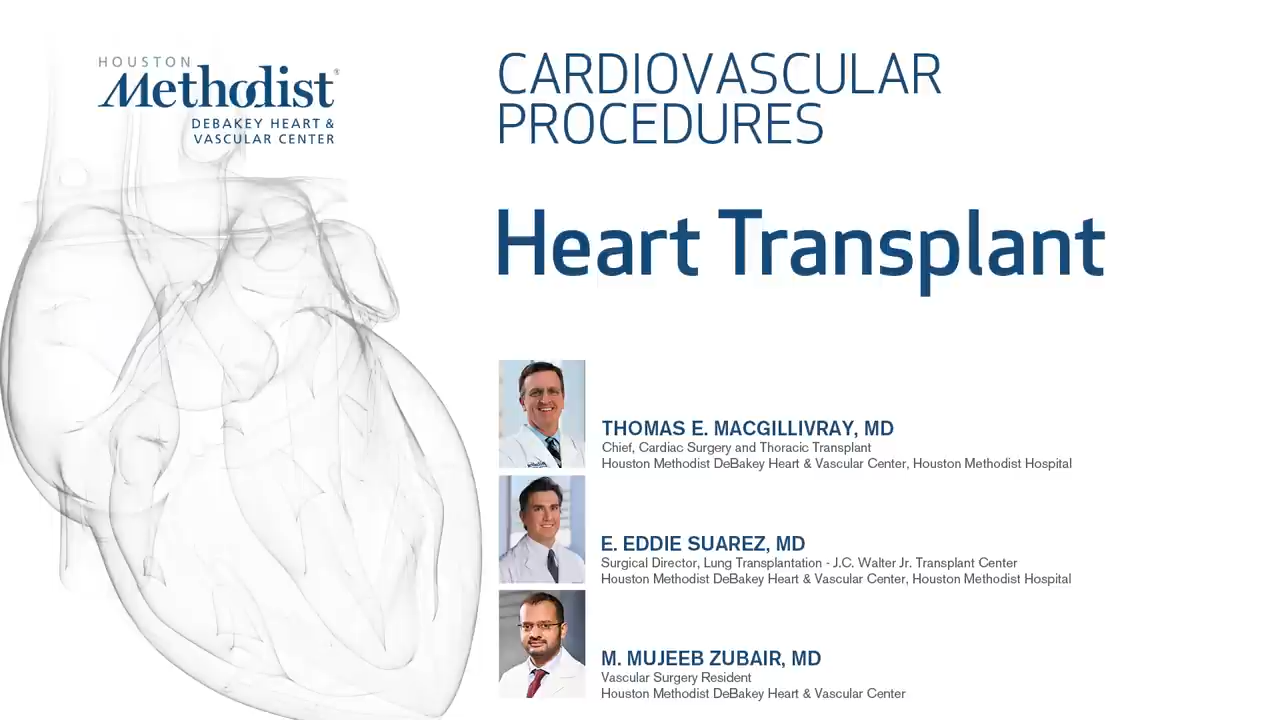 HOUSTON
Methodist®
DEBAKEY HEART &
VASCULAR CENTER
CARDIOVASCULAR
PROCEDURES
Heart Transplant
THOMAS E. MACGILLIVRAY, MD
Chief, Cardiac Surgery and Thoracic Transplant
Houston Methodist DeBakey Heart & Vascular Center, Houston Methodist Hospital
E. EDDIE SUAREZ, MD
Surgical Director, Lung Transplantation - J.C. Walter Jr. Transplant Center
Houston Methodist DeBakey Heart & Vascular Center, Houston Methodist Hospital
M. MUJEEB ZUBAIR, MD
Vascular Surgery Resident
Houston Methodist DeBakey Heart & Vascular Center